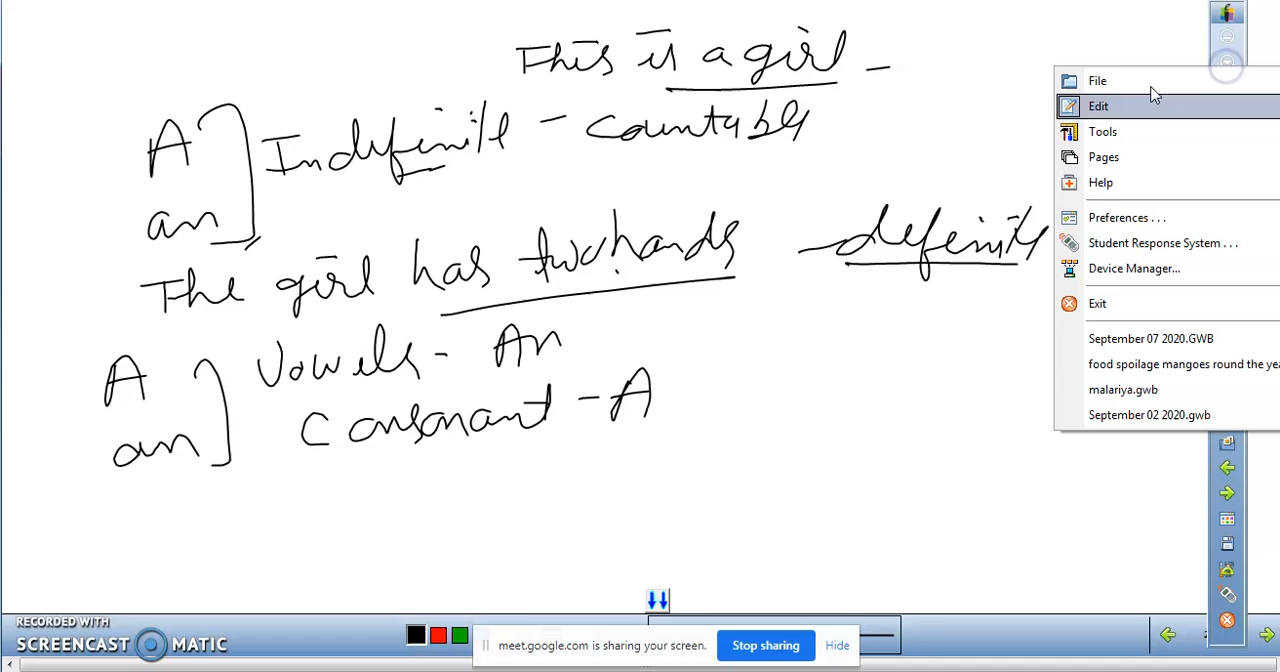 This is a girl –
File
Edit
Tools
Pages
Help
Preferences . . .
Student Response System . . .
Device Manager...
Exit
September 07 2020.GWB
food spoilage mangoes round the yea
malariya.gwb
September 02 2020.gwb
A
an
Indefinite – countable
The girl has two hands – definite
A
an
Vowels – An
Consonant – A
RECORDED WITH
SCREENCAST MATIC
meet.google.com is sharing your screen.
Stop sharing
Hide